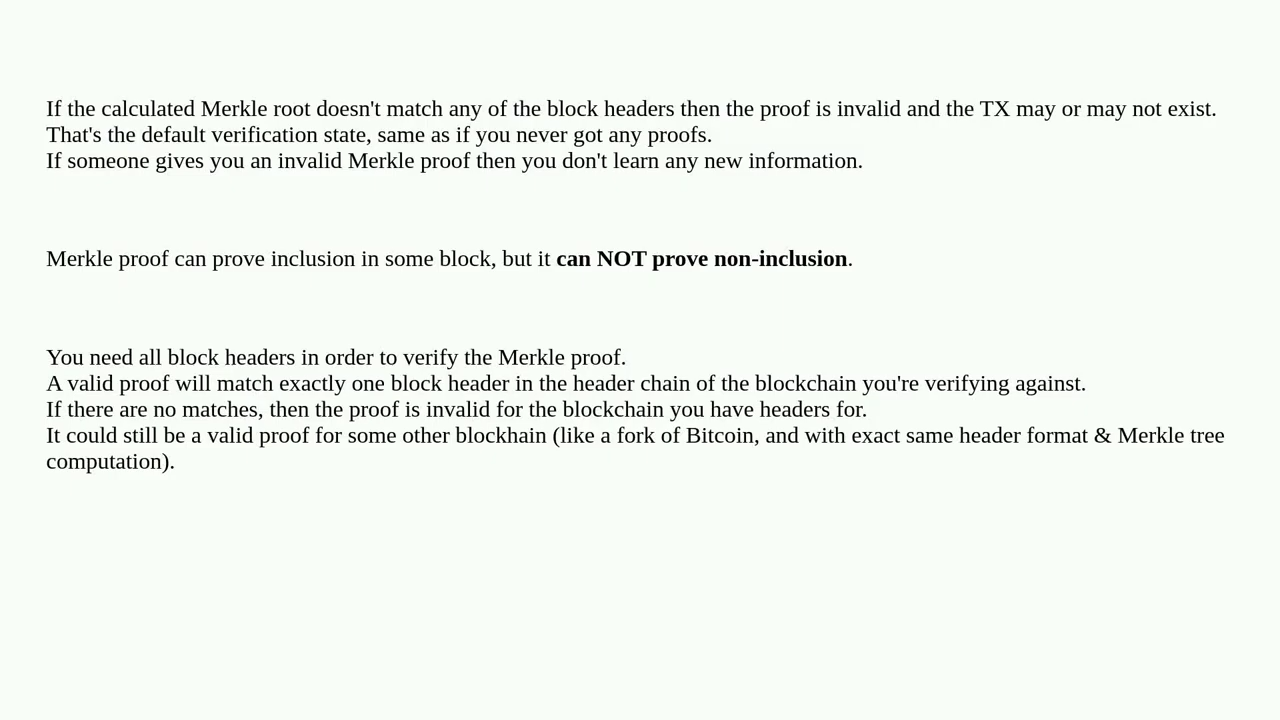 If the calculated Merkle root doesn't match any of the block headers then the proof is invalid and the TX may or may not exist.
That's the default verification state, same as if you never got any proofs.
If someone gives you an invalid Merkle proof then you don't learn any new information.
Merkle proof can prove inclusion in some block, but it can NOT prove non-inclusion.
You need all block headers in order to verify the Merkle proof.
A valid proof will match exactly one block header in the header chain of the blockchain you're verifying against.
If there are no matches, then the proof is invalid for the blockchain you have headers for.
It could still be a valid proof for some other blockhain (like a fork of Bitcoin, and with exact same header format & Merkle tree
computation).